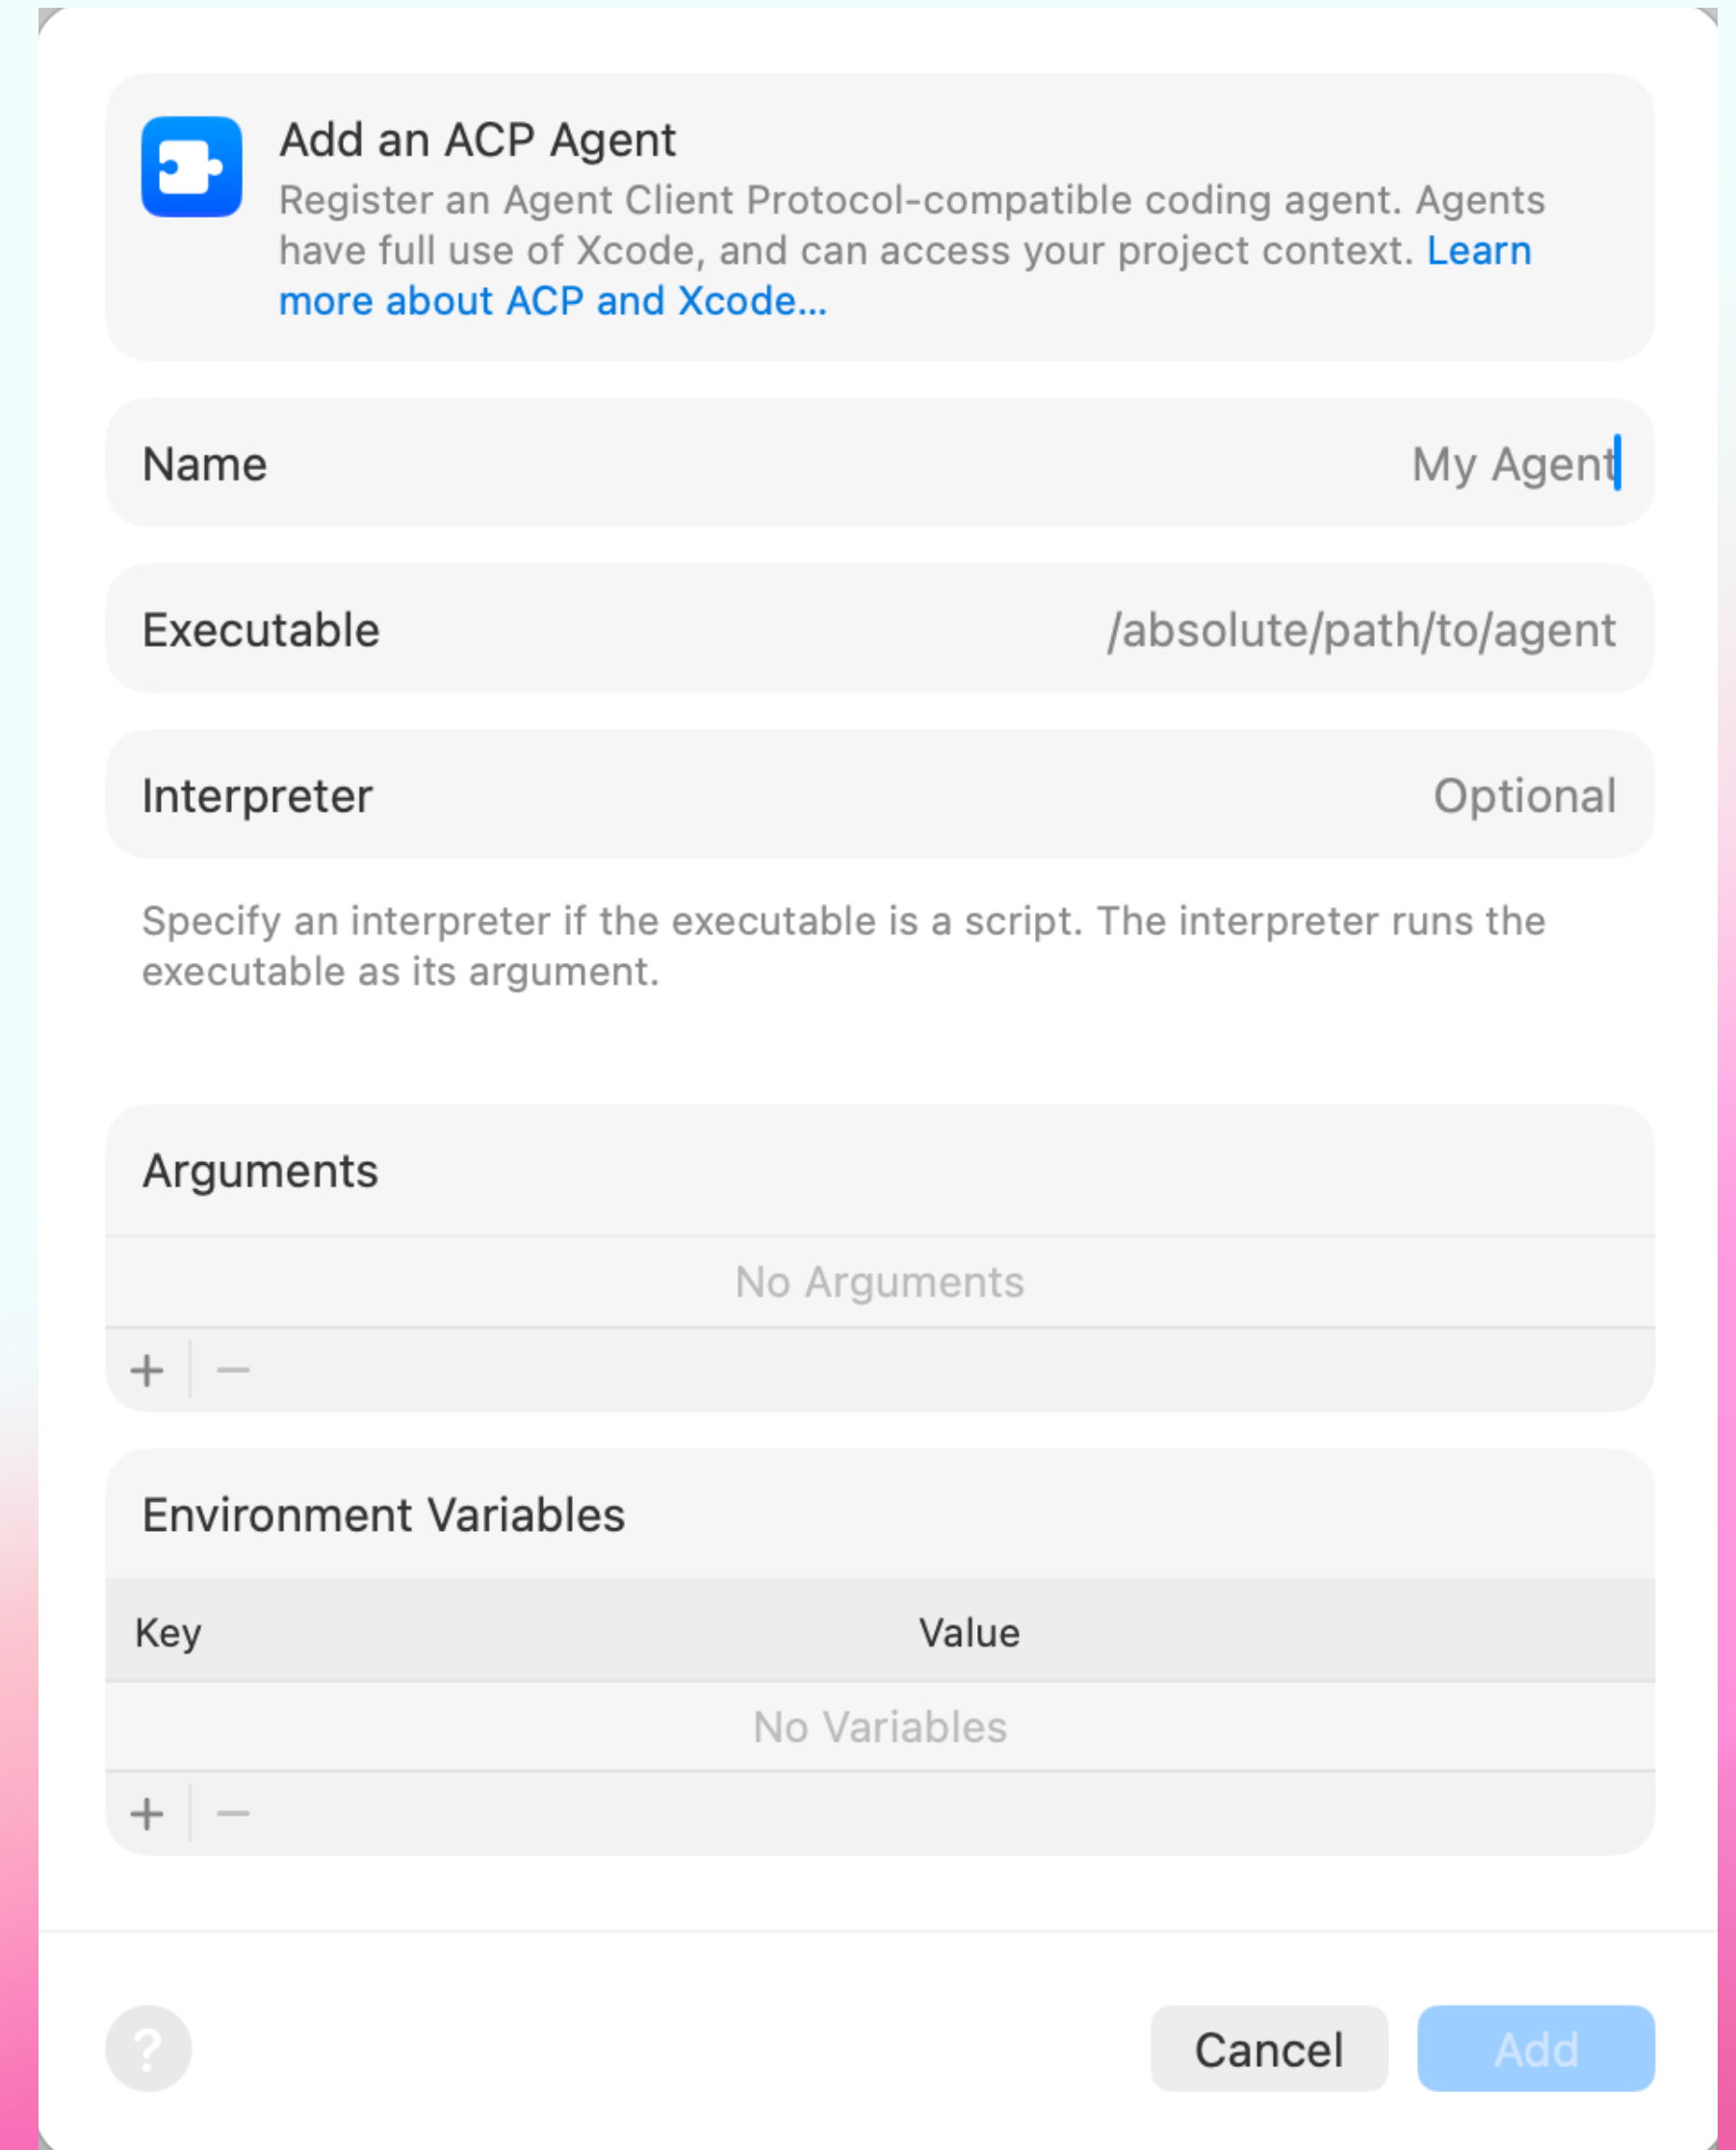 Add an ACP Agent
Register an Agent Client Protocol-compatible coding agent. Agents
have full use of Xcode, and can access your project context. Learn
more about ACP and Xcode...
Name
My Agent
Executable
/absolute/path/to/agent
Interpreter
Optional
Specify an interpreter if the executable is a script. The interpreter runs the
executable as its argument.
Arguments
No Arguments
+ −
Environment Variables
Key
Value
No Variables
+ −
?
Cancel
Add